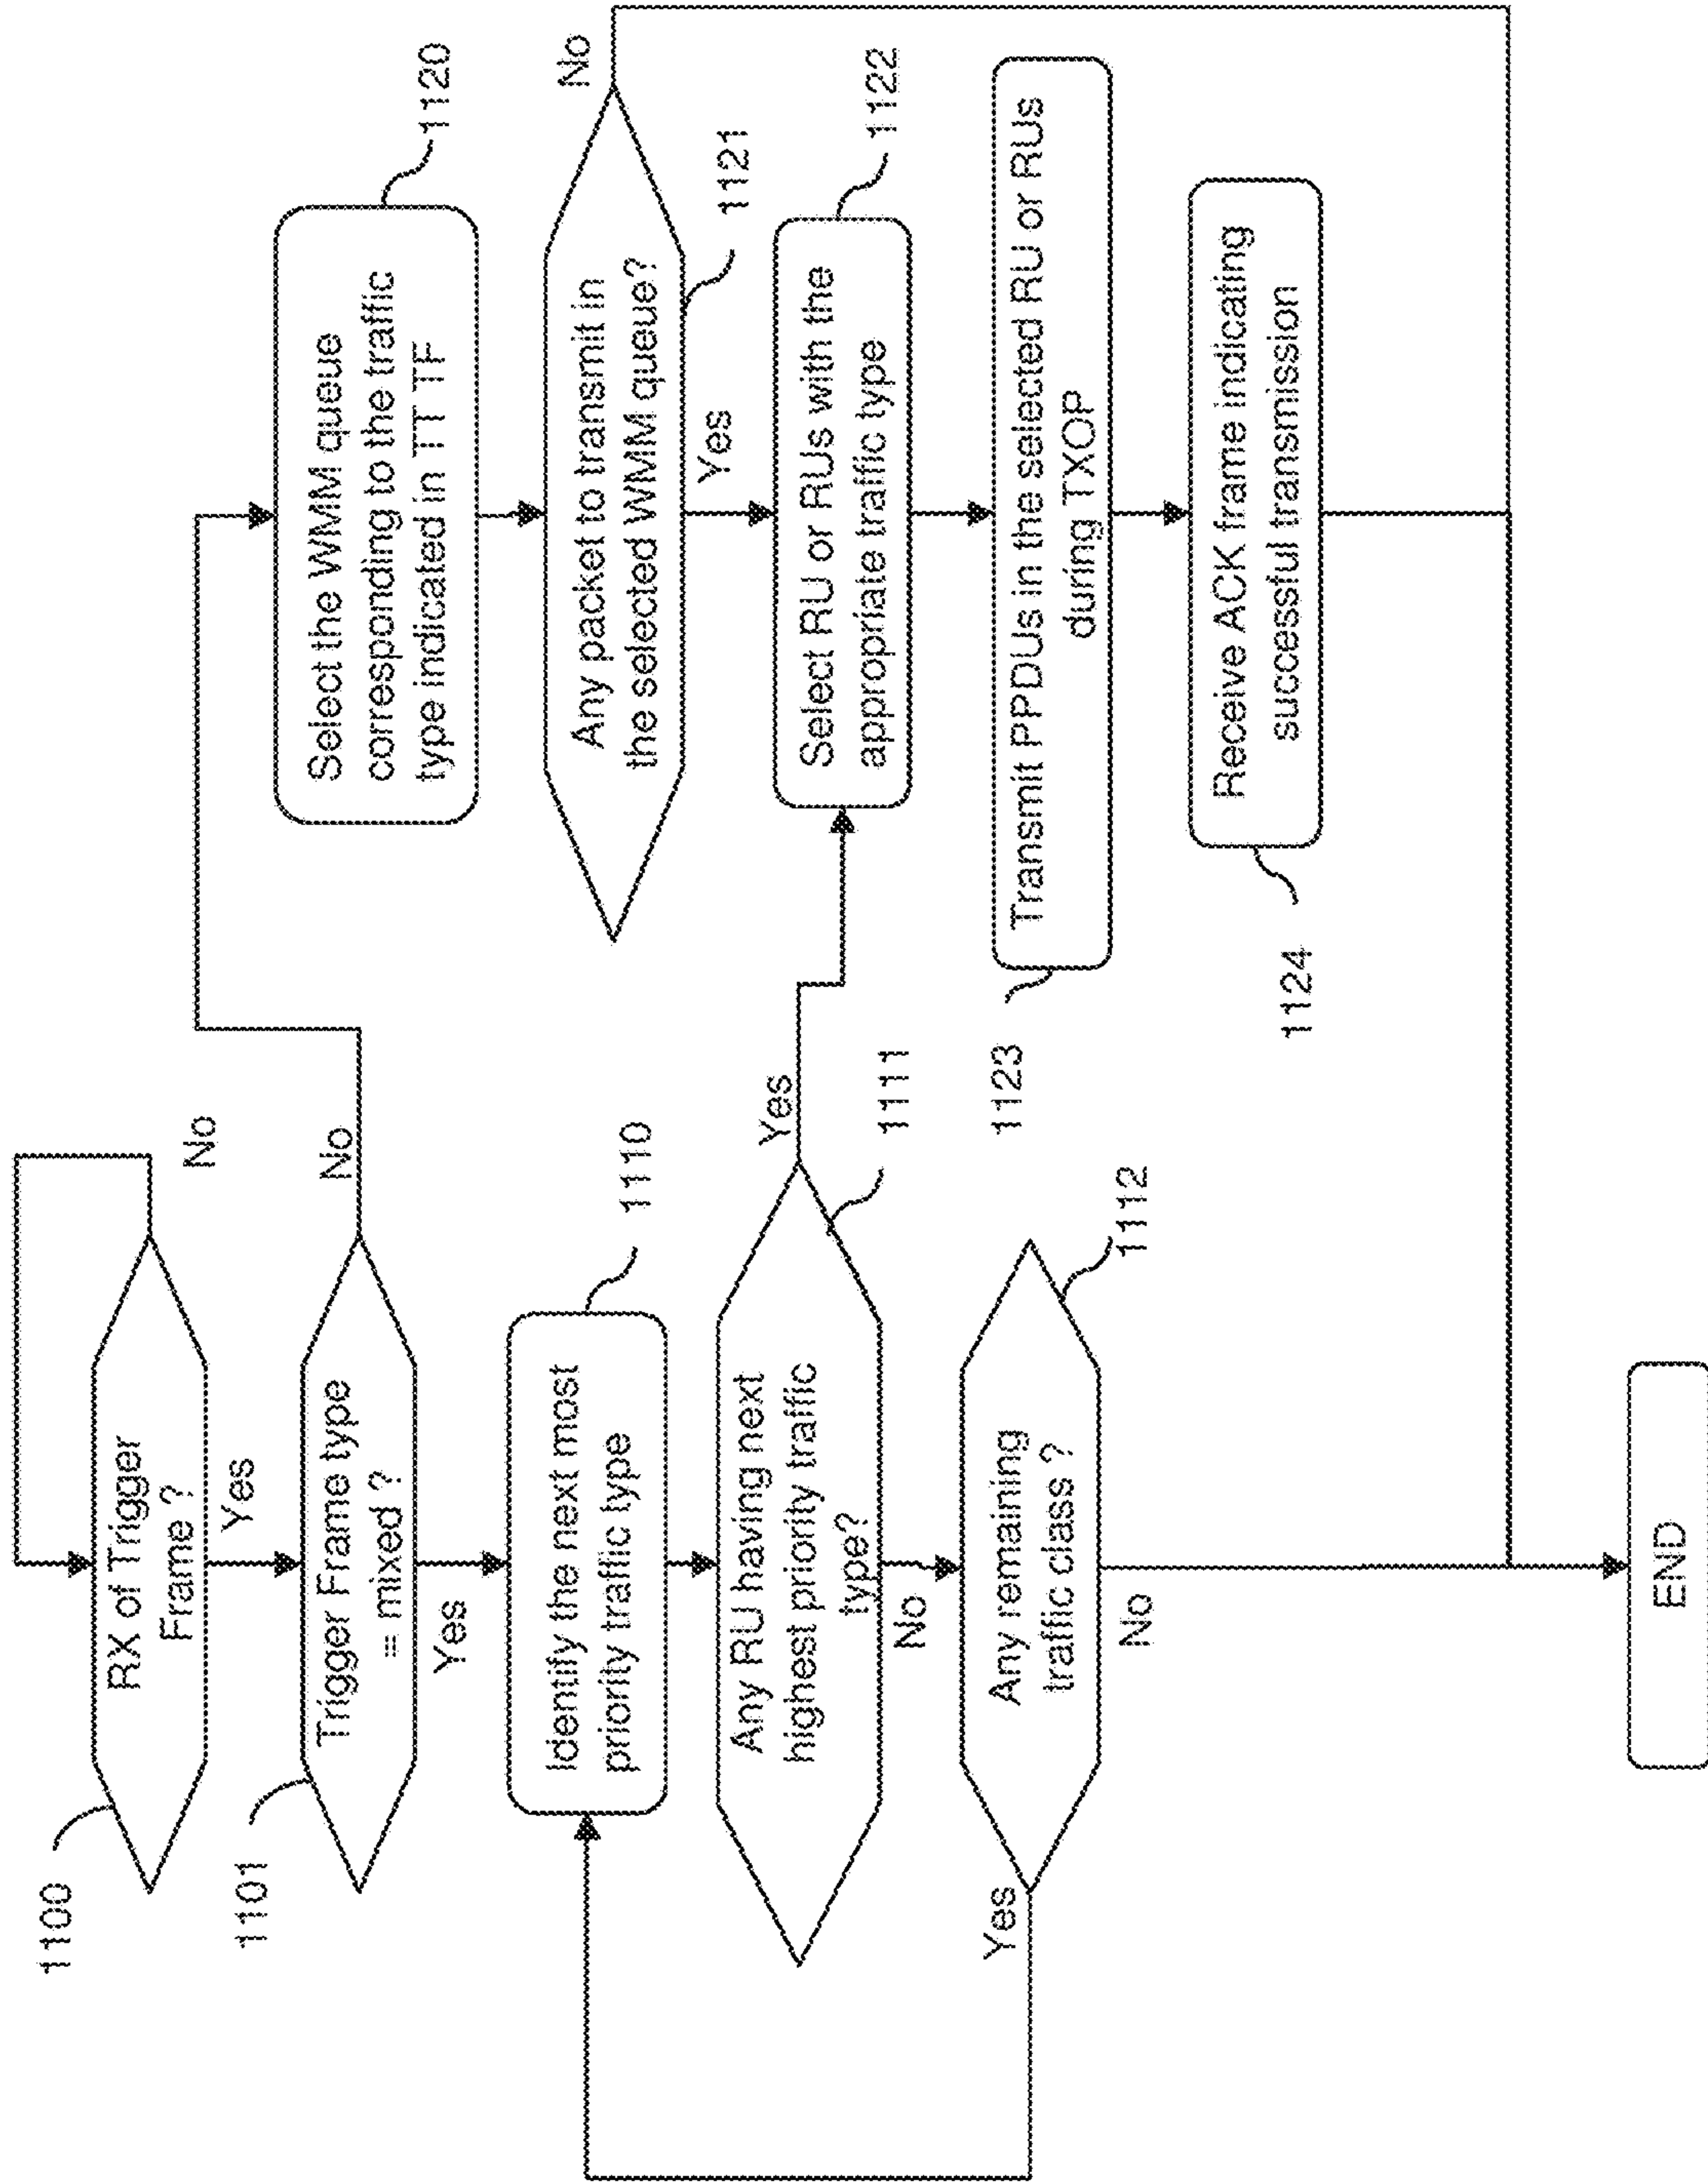 1100
RX of Trigger
Frame ?
No
Yes
1101
Trigger Frame type
= mixed ?
No
Yes
Identify the next most
priority traffic type
1110
Any RU having next
highest priority traffic
type?
Yes
1111
No
Any remaining
traffic class ?
1112
Yes
No
Select the WMM queue
corresponding to the traffic
type indicated in TT TF
1120
Any packet to transmit in
the selected WMM queue?
No
1121
Yes
Select RU or RUs with the
appropriate traffic type
1122
Transmit PPDUs in the selected RU or RUs
during TXOP
1123
Receive ACK frame indicating
successful transmission
1124
END